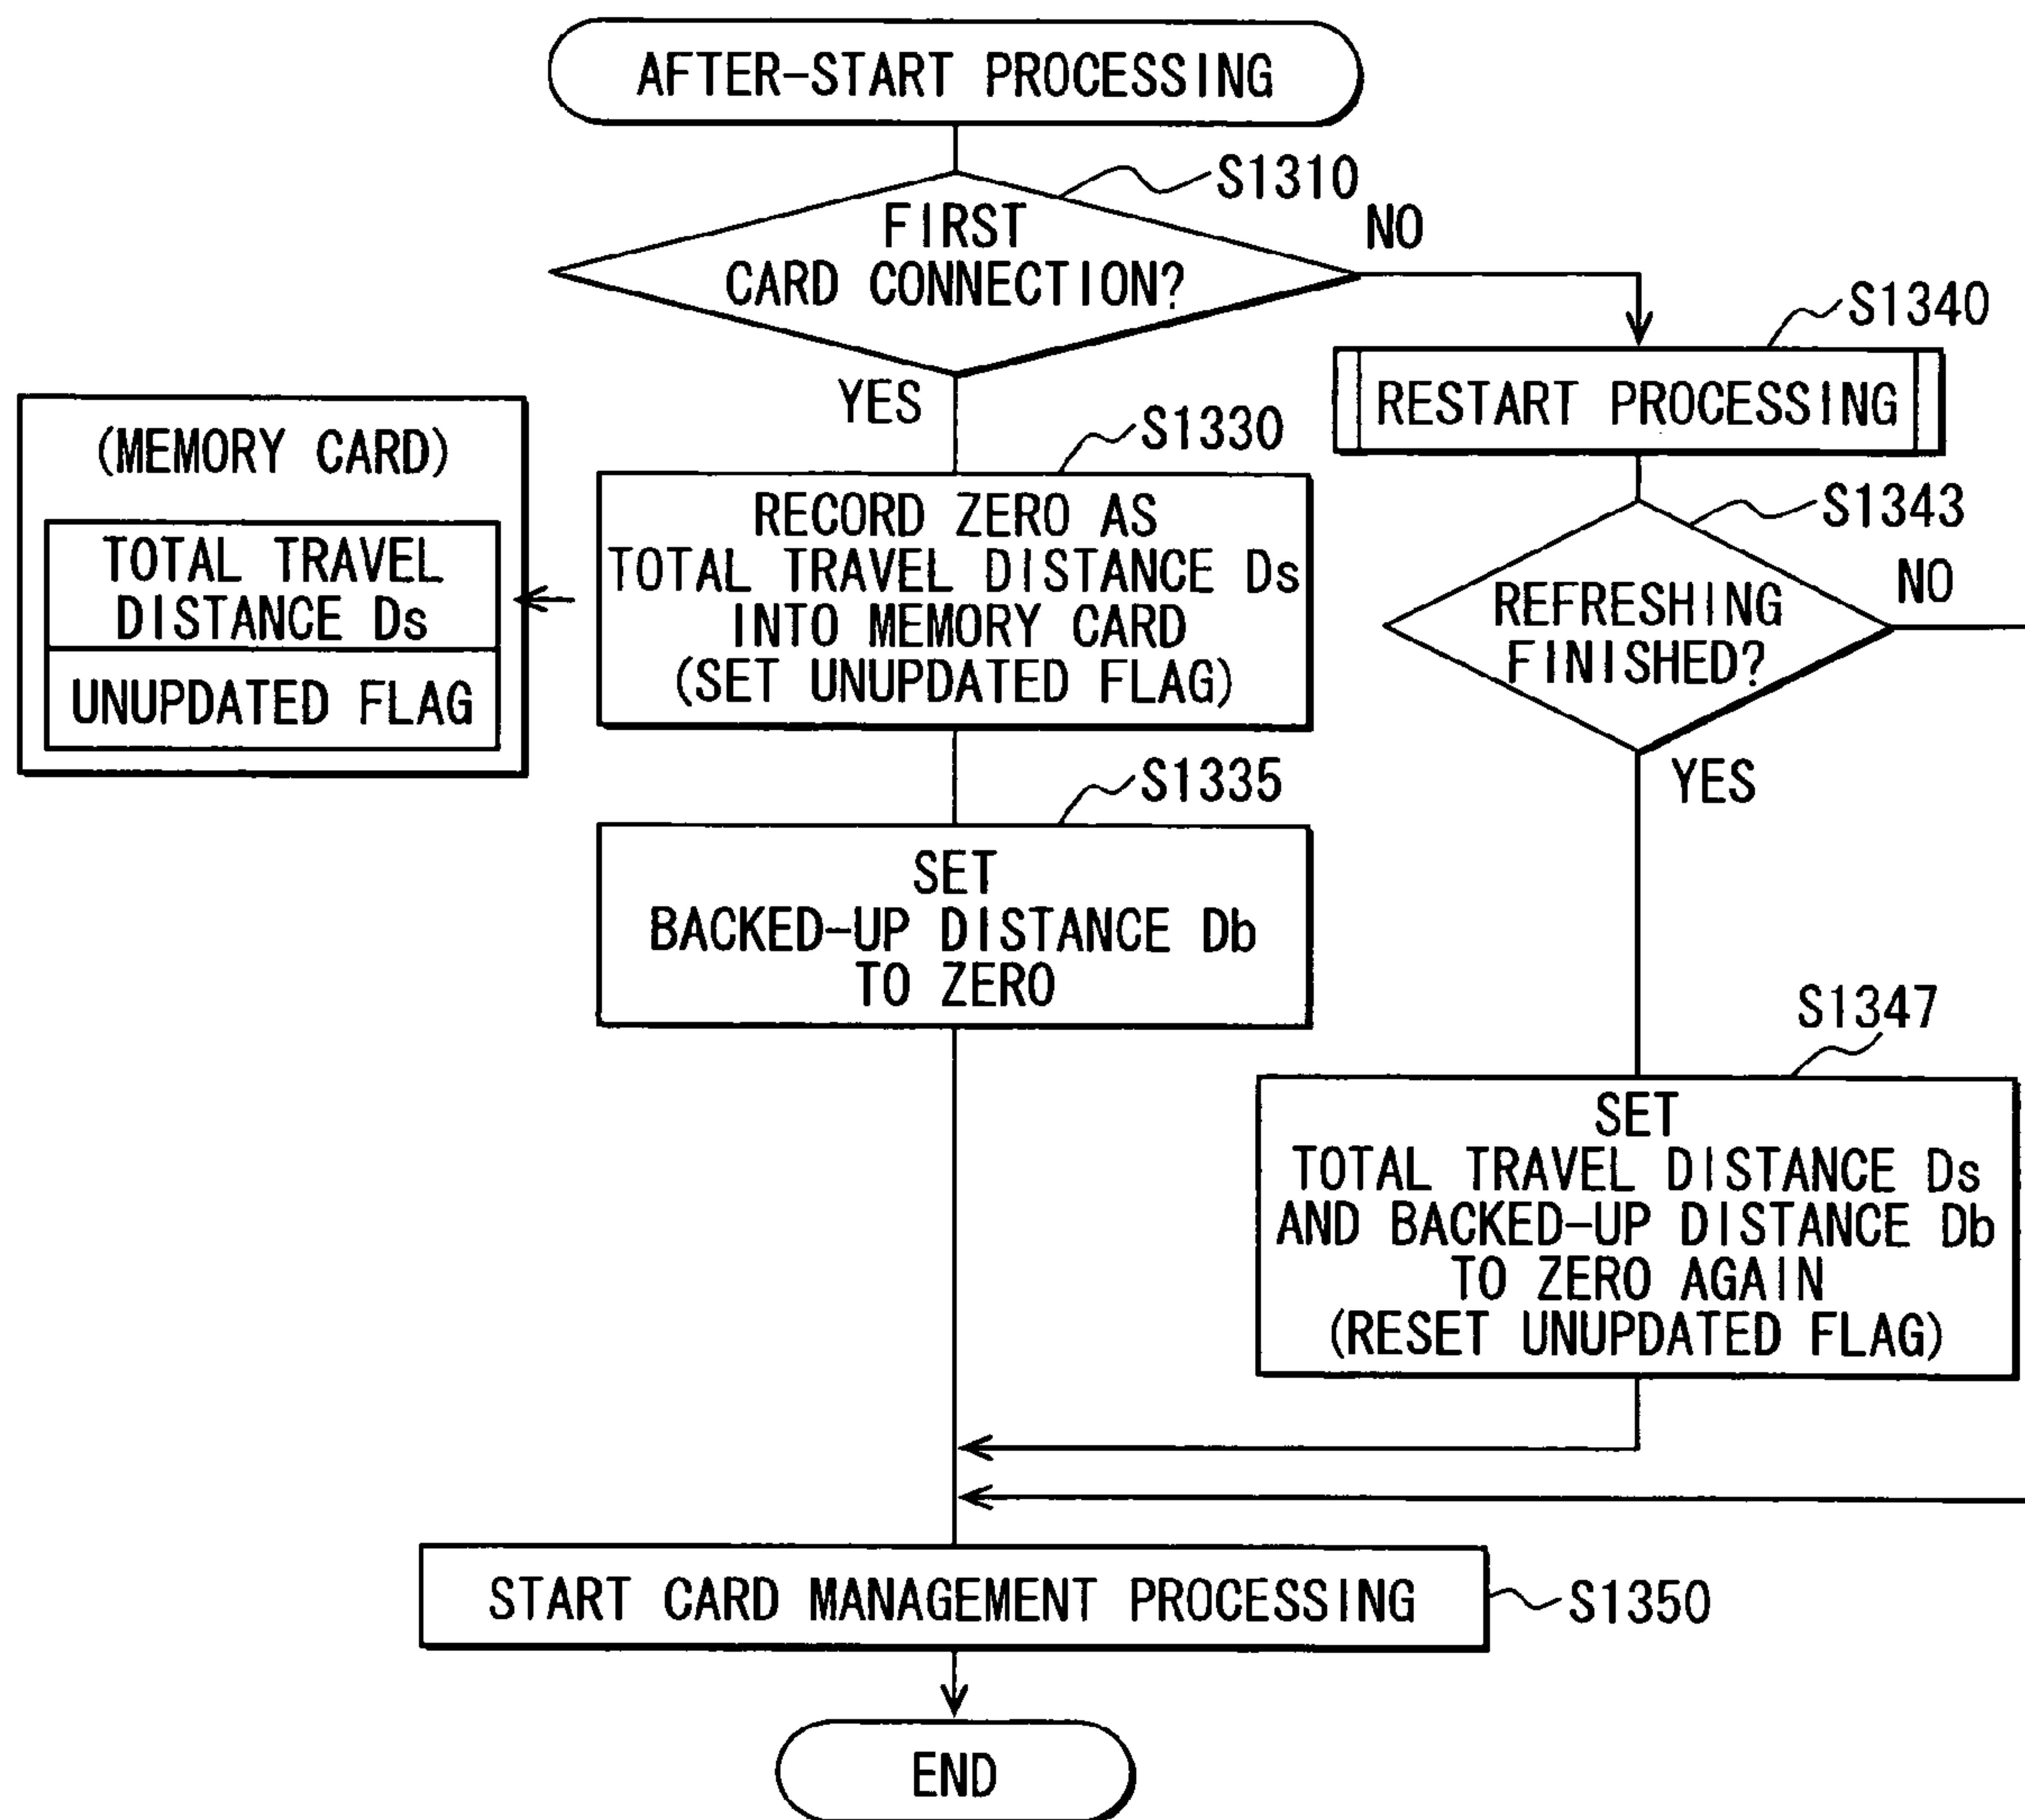 AFTER-START PROCESSING
S1310
FIRST
CARD CONNECTION?
NO
YES
S1340
RESTART PROCESSING
(MEMORY CARD)
TOTAL TRAVEL
DISTANCE Ds
UNUPDATED FLAG
S1330
RECORD ZERO AS
TOTAL TRAVEL DISTANCE Ds
INTO MEMORY CARD
(SET UNUPDATED FLAG)
S1343
REFRESHING
FINISHED?
NO
YES
S1335
SET
BACKED-UP DISTANCE Db
TO ZERO
S1347
SET
TOTAL TRAVEL DISTANCE Ds
AND BACKED-UP DISTANCE Db
TO ZERO AGAIN
(RESET UNUPDATED FLAG)
START CARD MANAGEMENT PROCESSING
S1350
END